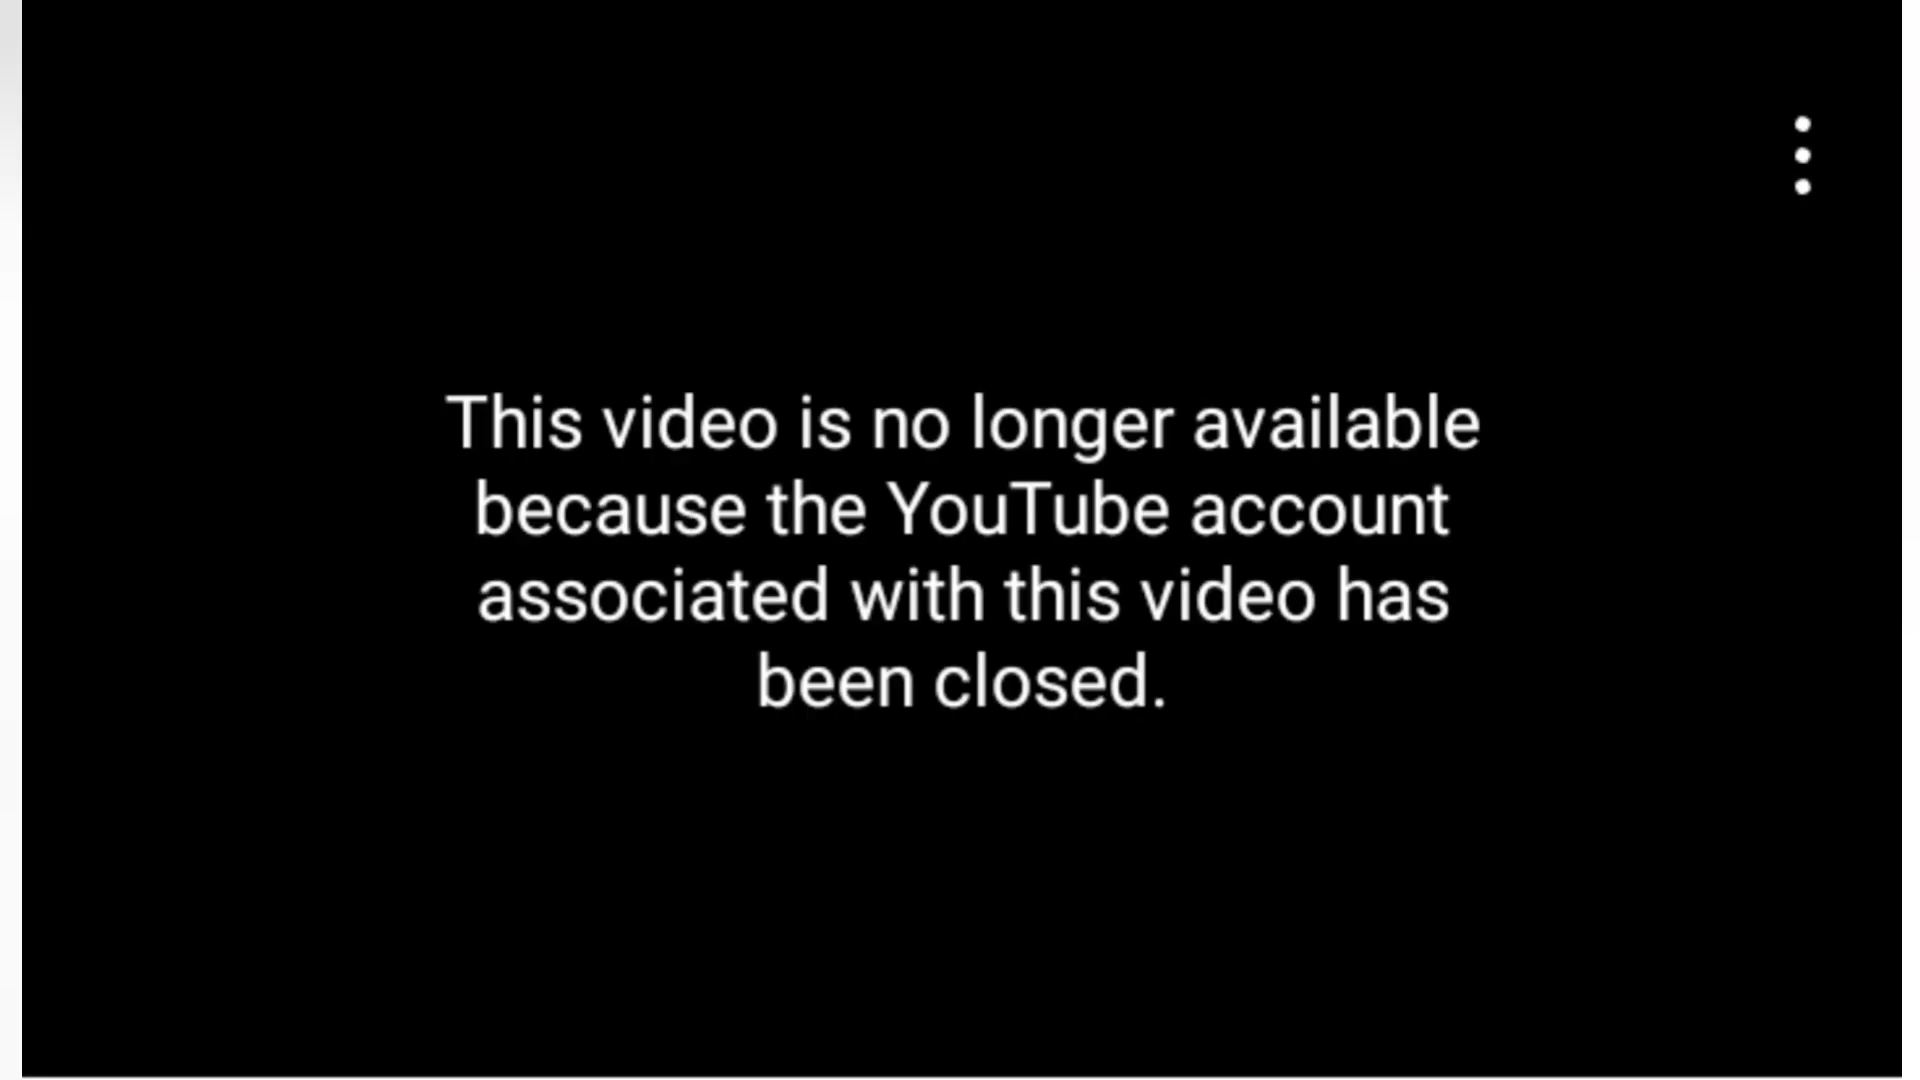 This video is no longer available
because the YouTube account
associated with this video has
been closed.